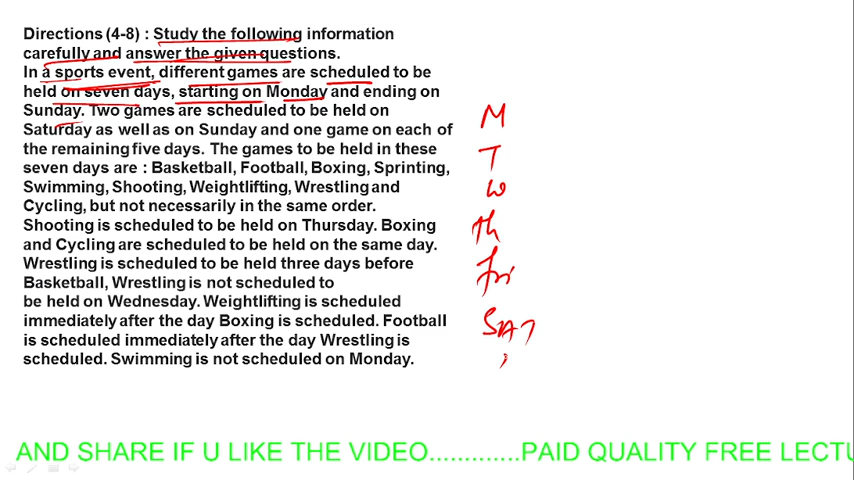 Directions (4-8) : Study the following information
carefully and answer the given questions.
In a sports event, different games are scheduled to be
held on seven days, starting on Monday and ending on
Sunday. Two games are scheduled to be held on
Saturday as well as on Sunday and one game on each of
the remaining five days. The games to be held in these
seven days are : Basketball, Football, Boxing, Sprinting,
Swimming, Shooting, Weightlifting, Wrestling and
Cycling, but not necessarily in the same order.
Shooting is scheduled to be held on Thursday. Boxing
and Cycling are scheduled to be held on the same day.
Wrestling is scheduled to be held three days before
Basketball, Wrestling is not scheduled to
be held on Wednesday. Weightlifting is scheduled
immediately after the day Boxing is scheduled. Football
is scheduled immediately after the day Wrestling is
scheduled. Swimming is not scheduled on Monday.
M
T
W
Th
Fri
SAT
AND SHARE IF U LIKE THE VIDEO.............PAID QUALITY FREE LECTU